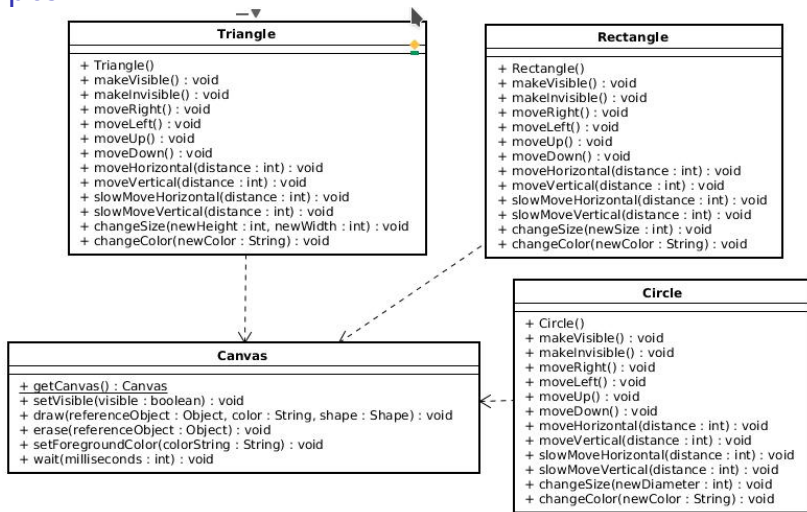 Triangle
+ Triangle()
+ makeVisible() : void
+ makeInvisible() : void
+ moveRight() : void
+ moveLeft() : void
+ moveUp() : void
+ moveDown() : void
+ moveHorizontal(distance : int) : void
+ moveVertical(distance : int) : void
+ slowMoveHorizontal(distance : int) : void
+ slowMoveVertical(distance : int) : void
+ changeSize(newHeight : int, newWidth : int) : void
+ changeColor(newColor : String) : void
Rectangle
+ Rectangle()
+ makeVisible() : void
+ makeInvisible() : void
+ moveRight() : void
+ moveLeft() : void
+ moveUp() : void
+ moveDown() : void
+ moveHorizontal(distance : int) : void
+ moveVertical(distance : int) : void
+ slowMoveHorizontal(distance : int) : void
+ slowMoveVertical(distance : int) : void
+ changeSize(newSize : int) : void
+ changeColor(newColor : String) : void
Canvas
+ getCanvas() : Canvas
+ setVisible(visible : boolean) : void
+ draw(referenceObject : Object, color : String, shape : Shape) : void
+ erase(referenceObject : Object) : void
+ setForegroundColor(colorString : String) : void
+ wait(milliseconds : int) : void
Circle
+ Circle()
+ makeVisible() : void
+ makeInvisible() : void
+ moveRight() : void
+ moveLeft() : void
+ moveUp() : void
+ moveDown() : void
+ moveHorizontal(distance : int) : void
+ moveVertical(distance : int) : void
+ slowMoveHorizontal(distance : int) : void
+ slowMoveVertical(distance : int) : void
+ changeSize(newDiameter : int) : void
+ changeColor(newColor : String) : void